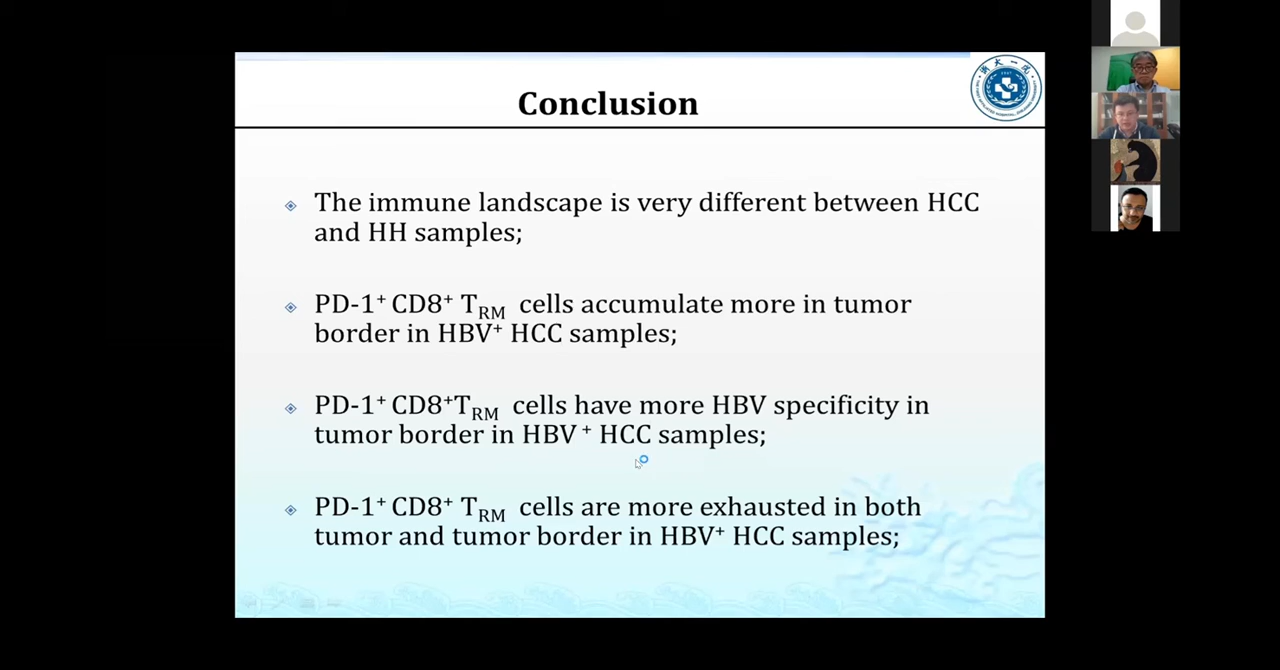 Conclusion
The immune landscape is very different between HCC
and HH samples;
PD-1⁺ CD8⁺ T_RM cells accumulate more in tumor
border in HBV⁺ HCC samples;
PD-1⁺ CD8⁺T_RM cells have more HBV specificity in
tumor border in HBV ⁺ HCC samples;
PD-1⁺ CD8⁺ T_RM cells are more exhausted in both
tumor and tumor border in HBV⁺ HCC samples;